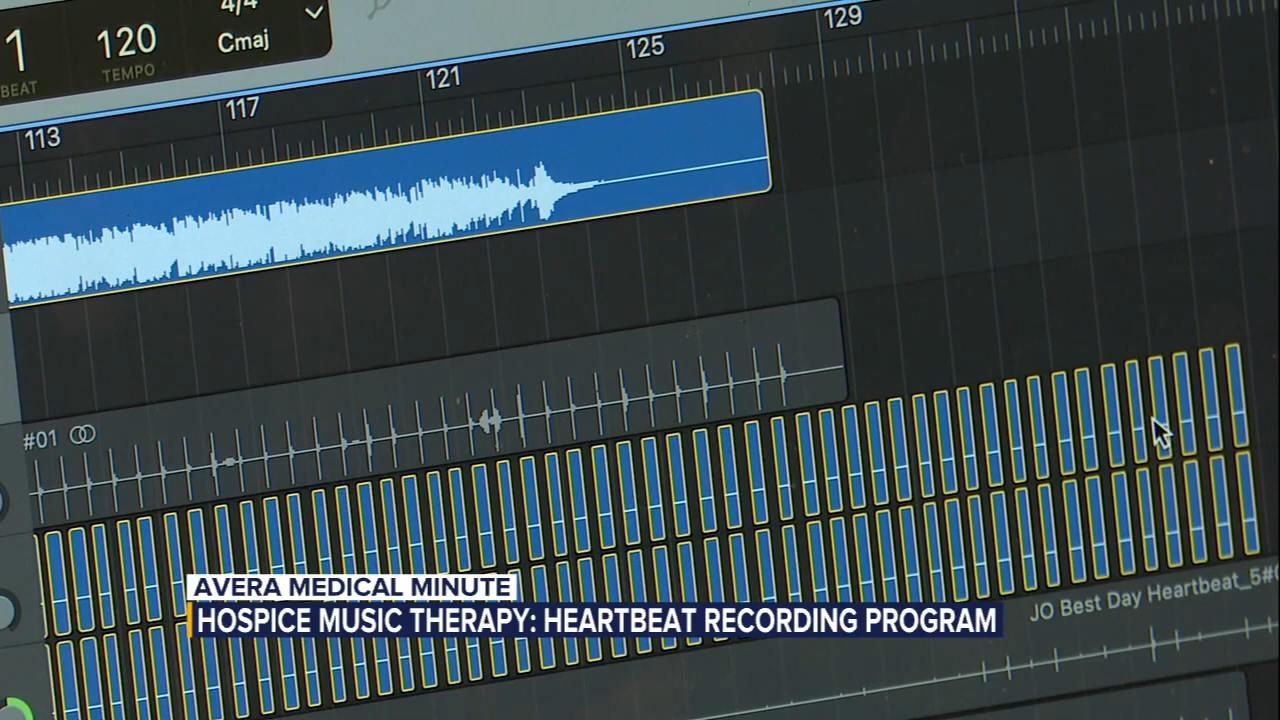 1
120
4/4
Cmaj
BEAT
TEMPO
113
117
121
125
129
#01
JO Best Day Heartbeat_5#
AVERA MEDICAL MINUTE
HOSPICE MUSIC THERAPY: HEARTBEAT RECORDING PROGRAM